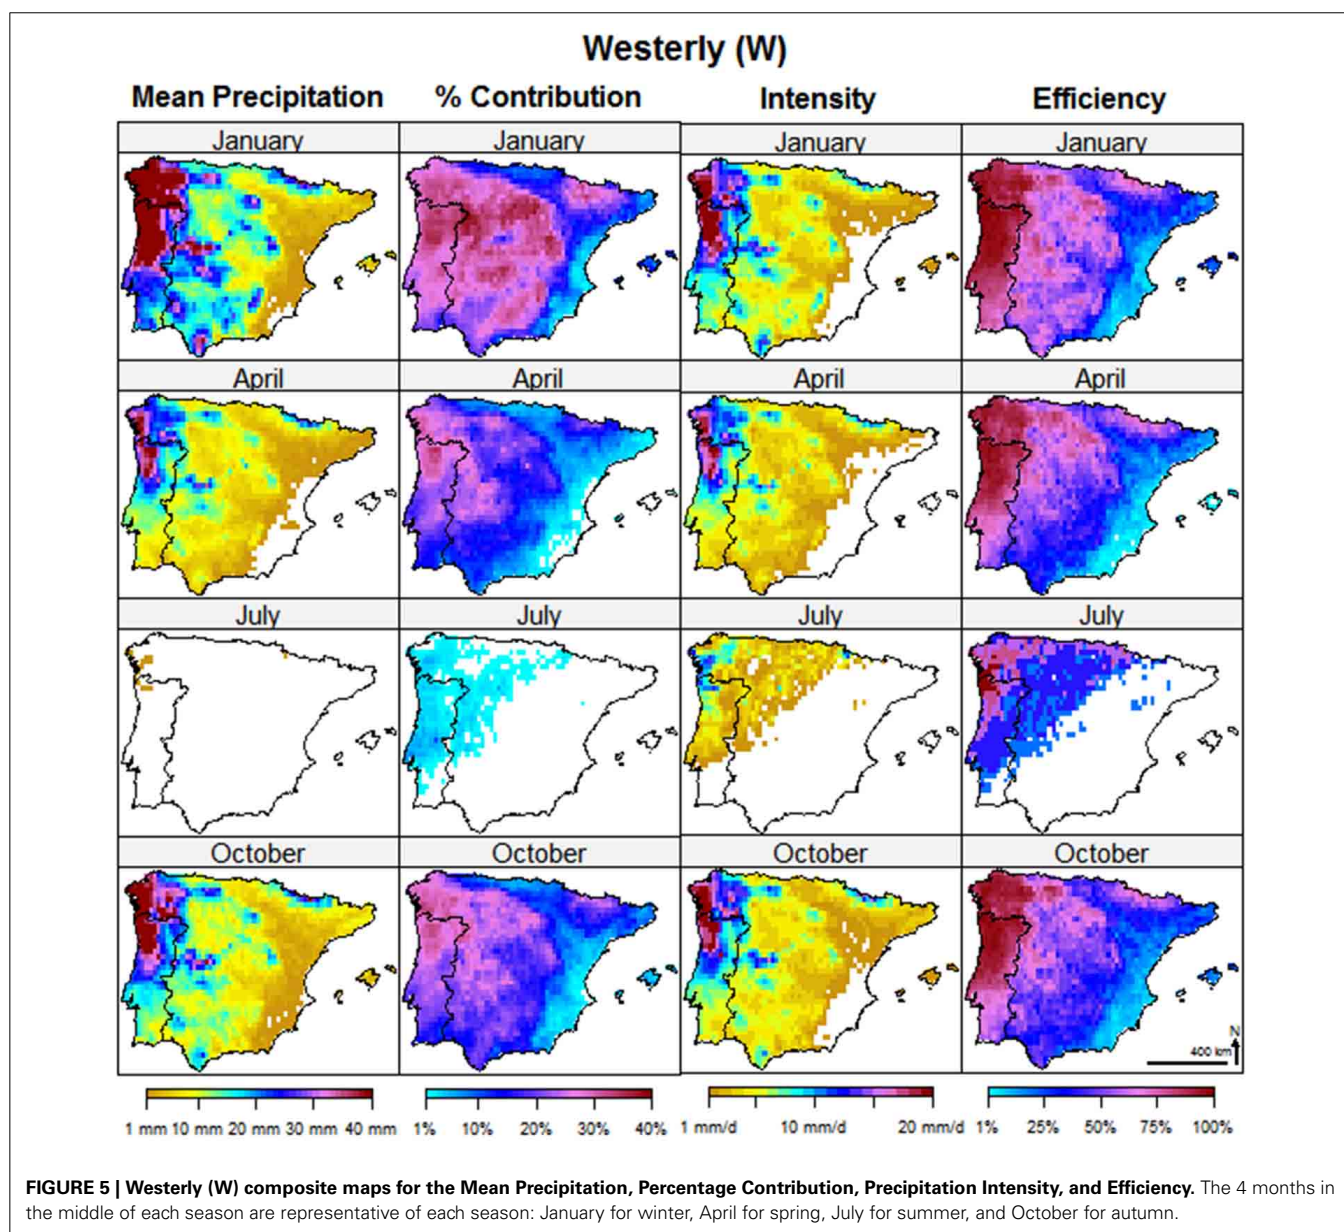 Westerly (W)
Mean Precipitation % Contribution Intensity Efficiency
January January January January
April April April April
July July July July
October October October October
N
400 km
1 mm 10 mm 20 mm 30 mm 40 mm 1% 10% 20% 30% 40% 1 mm/d 10 mm/d 20 mm/d 1% 25% 50% 75% 100%
FIGURE 5 | Westerly (W) composite maps for the Mean Precipitation, Percentage Contribution, Precipitation Intensity, and Efficiency. The 4 months in
the middle of each season are representative of each season: January for winter, April for spring, July for summer, and October for autumn.